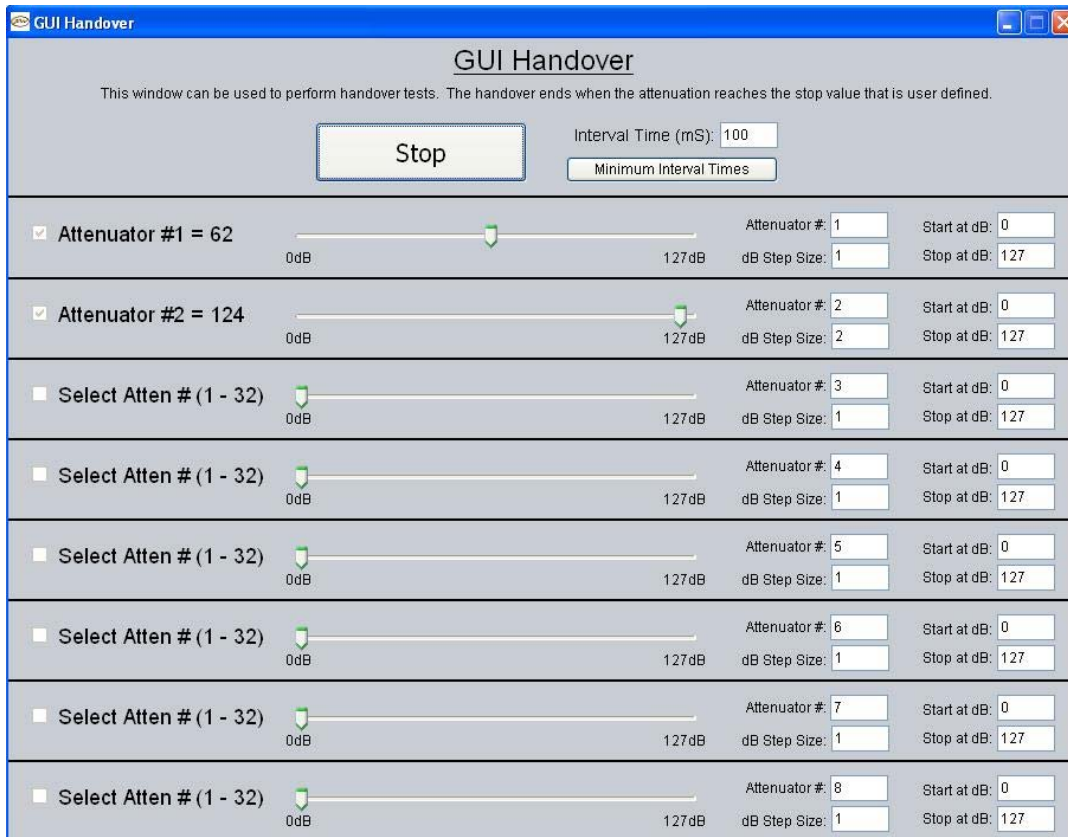 GUI Handover
GUI Handover
This window can be used to perform handover tests. The handover ends when the attenuation reaches the stop value that is user defined.
Stop
Interval Time (mS): 100
Minimum Interval Times
Attenuator #1 = 62
0dB 127dB
Attenuator #: 1
dB Step Size: 1
Start at dB: 0
Stop at dB: 127
Attenuator #2 = 124
0dB 127dB
Attenuator #: 2
dB Step Size: 2
Start at dB: 0
Stop at dB: 127
Select Atten # (1 - 32)
0dB 127dB
Attenuator #: 3
dB Step Size: 1
Start at dB: 0
Stop at dB: 127
Select Atten # (1 - 32)
0dB 127dB
Attenuator #: 4
dB Step Size: 1
Start at dB: 0
Stop at dB: 127
Select Atten # (1 - 32)
0dB 127dB
Attenuator #: 5
dB Step Size: 1
Start at dB: 0
Stop at dB: 127
Select Atten # (1 - 32)
0dB 127dB
Attenuator #: 6
dB Step Size: 1
Start at dB: 0
Stop at dB: 127
Select Atten # (1 - 32)
0dB 127dB
Attenuator #: 7
dB Step Size: 1
Start at dB: 0
Stop at dB: 127
Select Atten # (1 - 32)
0dB 127dB
Attenuator #: 8
dB Step Size: 1
Start at dB: 0
Stop at dB: 127